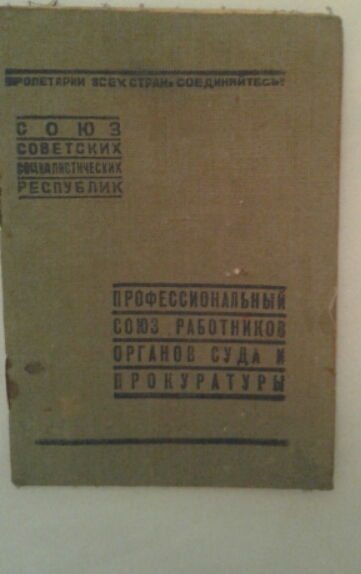 ПРОЛЕТАРИИ ВСЕХ СТРАН, СОЕДИНЯЙТЕСЬ!
СОЮЗ
СОВЕТСКИХ
СОЦИАЛИСТИЧЕСКИХ
РЕСПУБЛИК
ПРОФЕССИОНАЛЬНЫЙ
СОЮЗ РАБОТНИКОВ
ОРГАНОВ СУДА И
ПРОКУРАТУРЫ